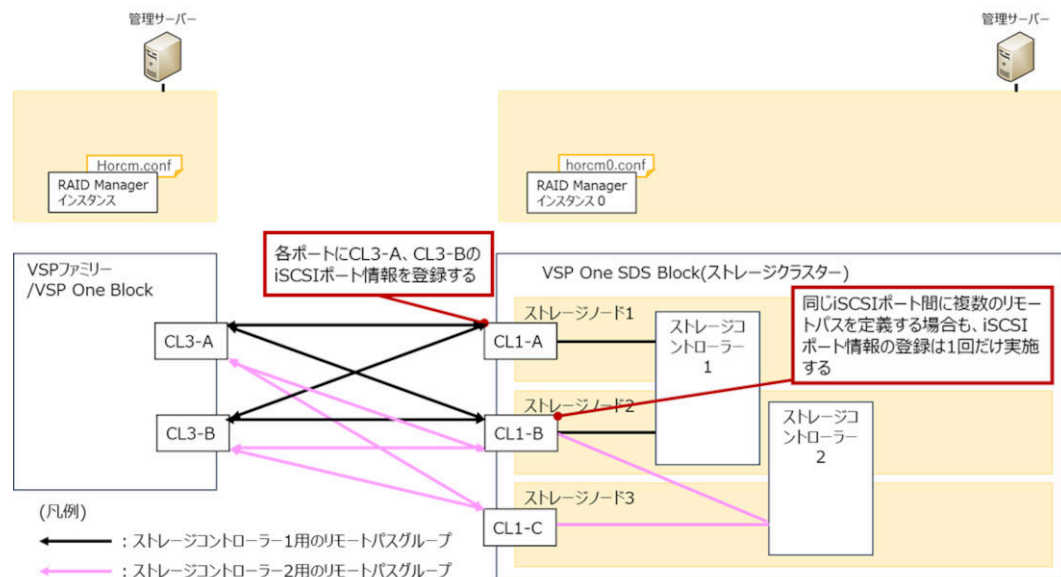 管理サーバー
管理サーバー
Horcm.conf
RAID Manager
インスタンス
horcm0.conf
RAID Manager
インスタンス 0
各ポートにCL3-A、CL3-Bの
iSCSIポート情報を登録する
VSPファミリー
/VSP One Block
VSP One SDS Block(ストレージクラスター)
同じiSCSIポート間に複数のリモー
トパスを定義する場合も、iSCSI
ポート情報の登録は1回だけ実施
する
ストレージノード1
ストレージコ
ントローラー
1
CL3-A
CL1-A
ストレージノード2
ストレージコ
ントローラー
2
CL3-B
CL1-B
ストレージノード3
CL1-C
(凡例)
：ストレージコントローラー1用のリモートパスグループ
：ストレージコントローラー2用のリモートパスグループ